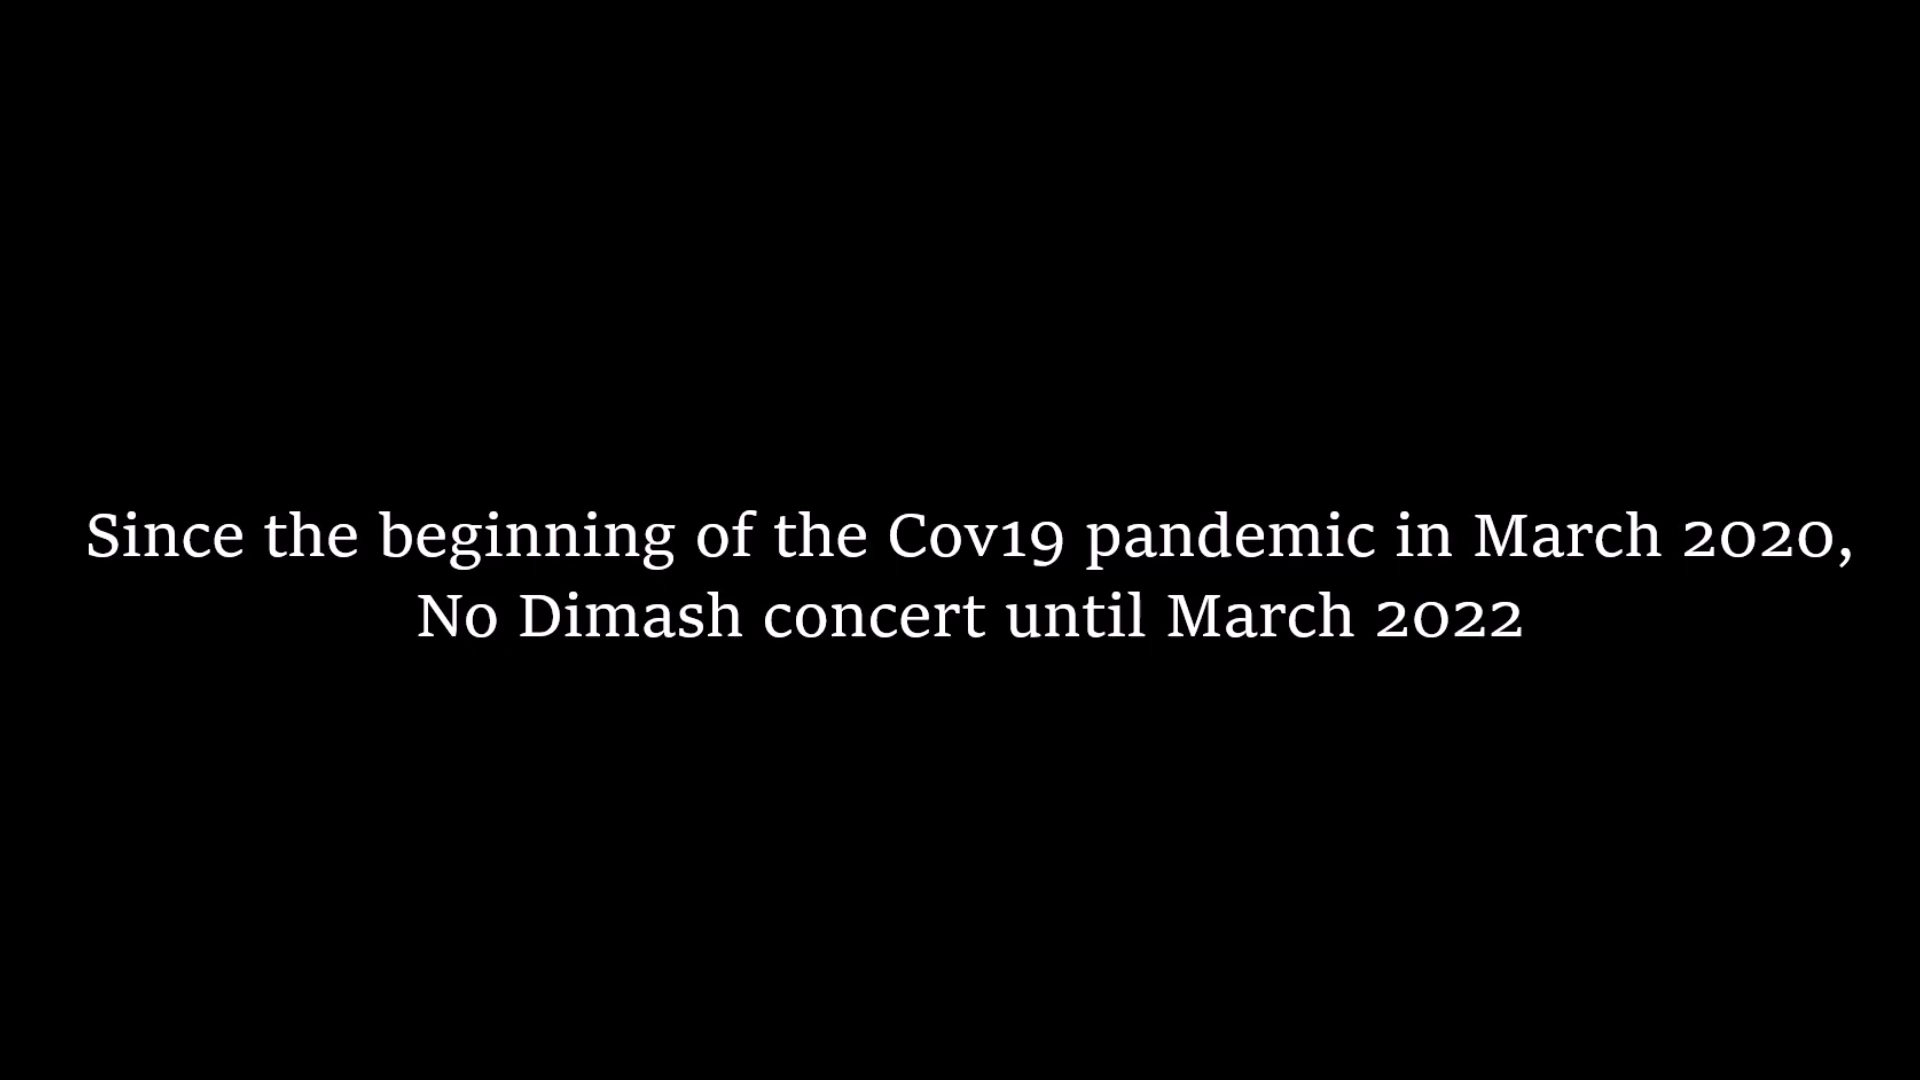 Since the beginning of the Cov19 pandemic in March 2020,
No Dimash concert until March 2022